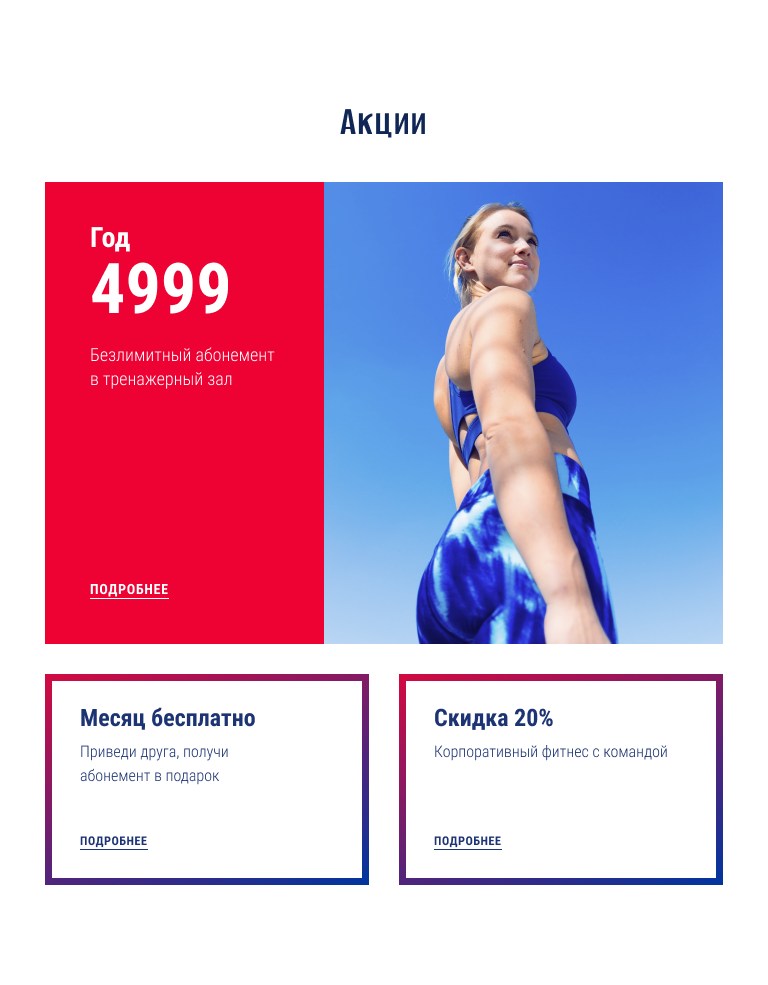 Акции
Год
4999
Безлимитный абонемент
в тренажерный зал
ПОДРОБНЕЕ
Месяц бесплатно
Приведи друга, получи
абонемент в подарок
ПОДРОБНЕЕ
Скидка 20%
Корпоративный фитнес с командой
ПОДРОБНЕЕ